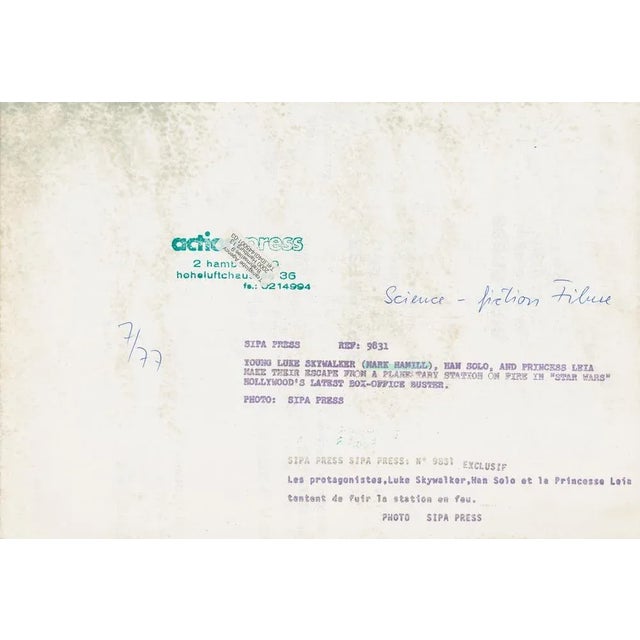 press
2 hamb
hoheluftchau 36
0214994
Science - fiction Filme
7/77
SIPA PRESS REF: 9831
YOUNG LUKE SKYWALKER (MARK HAMILL), HAN SOLO, AND PRINCESS LEIA
MAKE THEIR ESCAPE FROM A PLANETARY STATION ON FIRE IN "STAR WARS"
HOLLYWOOD'S LATEST BOX-OFFICE BUSTER.
PHOTO: SIPA PRESS
SIPA PRESS SIPA PRESS: N° 9831 EXCLUSIF
Les protagonistes,Luke Skywalker,Han Solo et la Princesse Leia
tentent de fuir la station en feu.
PHOTO SIPA PRESS